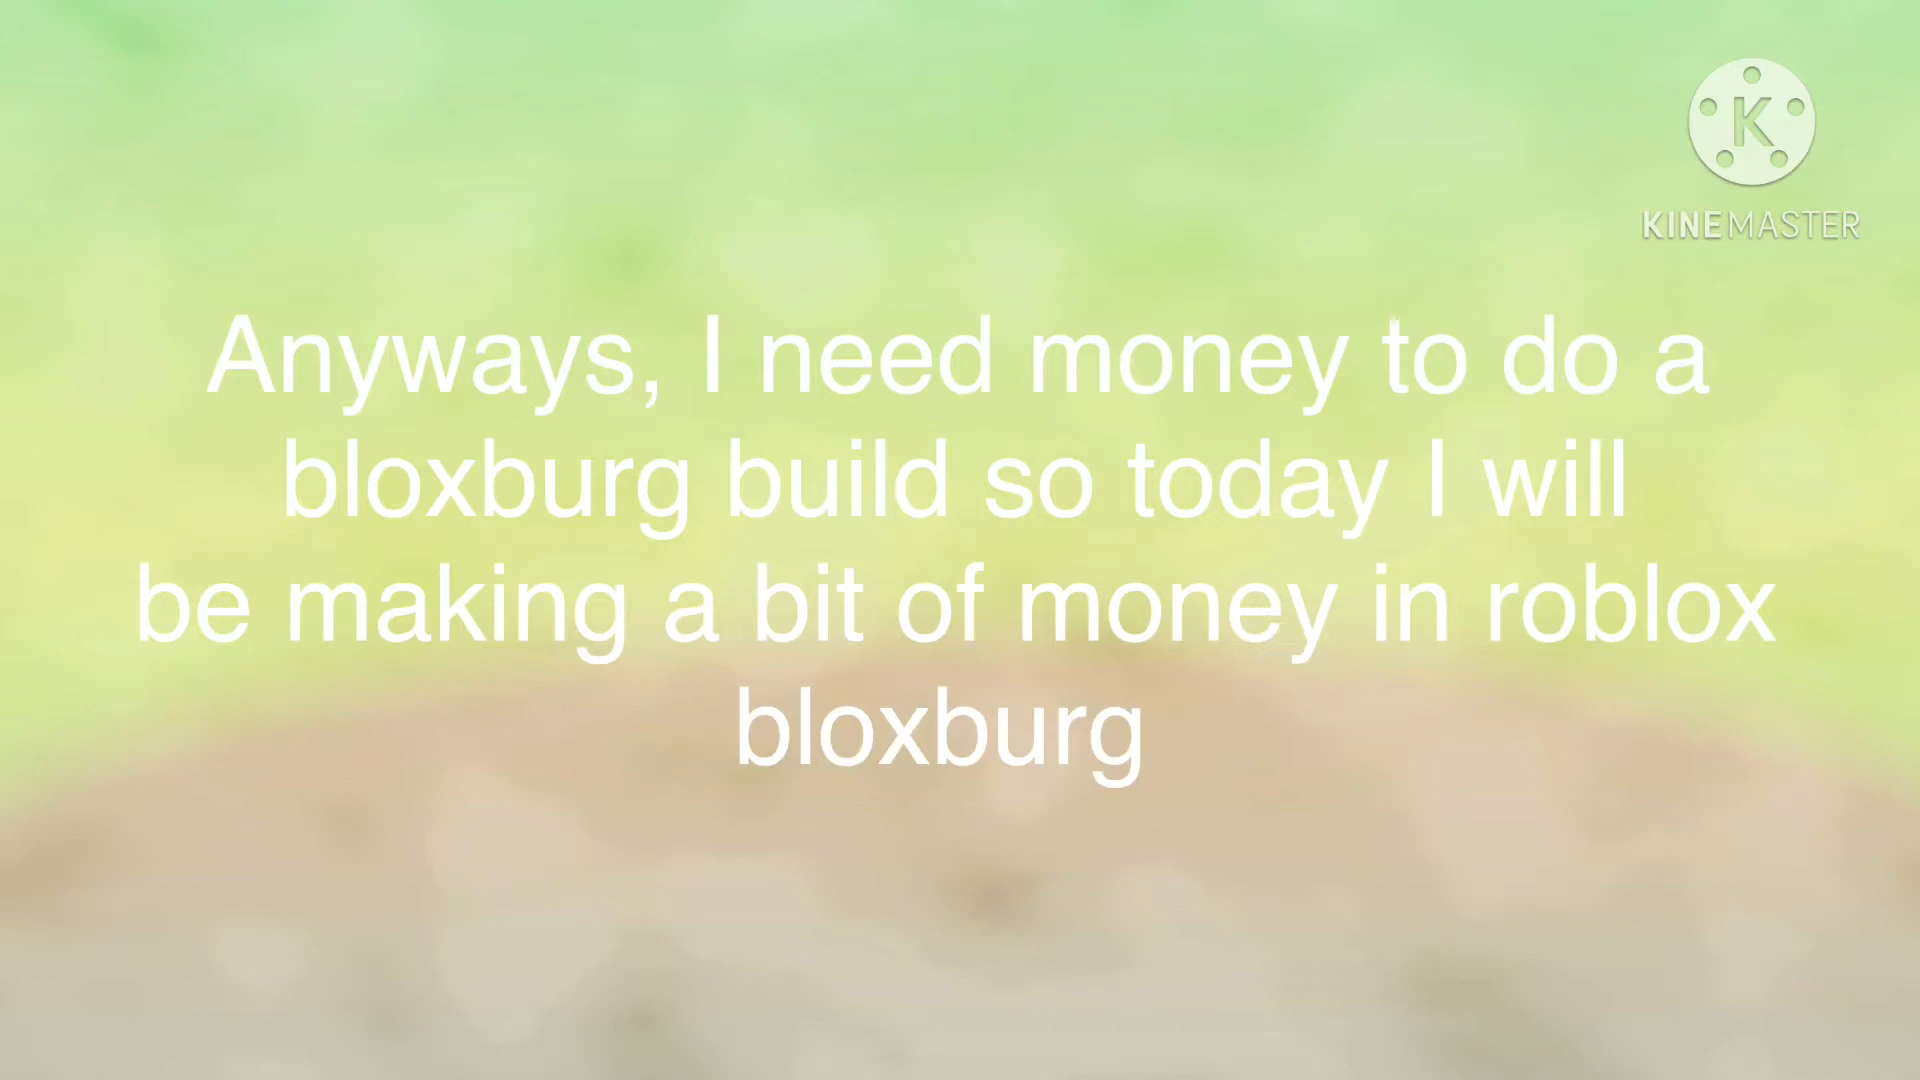 K
KINEMASTER
Anyways, I need money to do a
bloxburg build so today I will
be making a bit of money in roblox
bloxburg